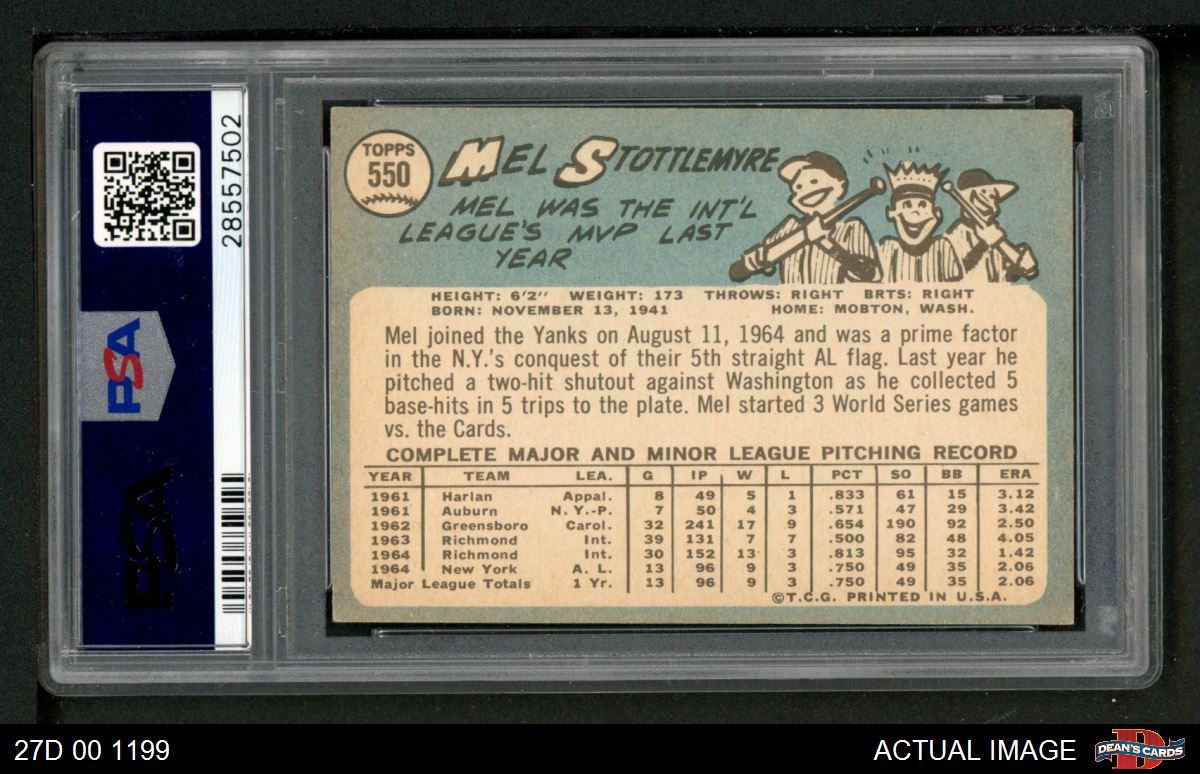 TOPPS
550
MEL STOTTLEMYRE
MEL WAS THE INT'L
LEAGUE'S MVP LAST
YEAR
HEIGHT: 6'2" WEIGHT: 173 THROWS: RIGHT BRTS: RIGHT
BORN: NOVEMBER 13, 1941 HOME: MOBTON, WASH.
Mel joined the Yanks on August 11, 1964 and was a prime factor
in the N.Y.'s conquest of their 5th straight AL flag. Last year he
pitched a two-hit shutout against Washington as he collected 5
base-hits in 5 trips to the plate. Mel started 3 World Series games
vs. the Cards.
COMPLETE MAJOR AND MINOR LEAGUE PITCHING RECORD
YEAR TEAM LEA. G IP W L PCT SO BB ERA
1961 Harlan Appal. 8 49 5 1 .833 61 15 3.12
1961 Auburn N.Y.-P. 7 50 4 3 .571 47 29 3.42
1962 Greensboro Carol. 32 241 17 9 .654 190 92 2.50
1963 Richmond Int. 39 131 7 7 .500 82 48 4.05
1964 Richmond Int. 30 152 13 3 .813 95 32 1.42
1964 New York A. L. 13 96 9 3 .750 49 35 2.06
Major League Totals 1 Yr. 13 96 9 3 .750 49 35 2.06
©T.C.G. PRINTED IN U.S.A.
28557502
PSA
PSA
27D 00 1199
ACTUAL IMAGE
DEAN'S CARDS